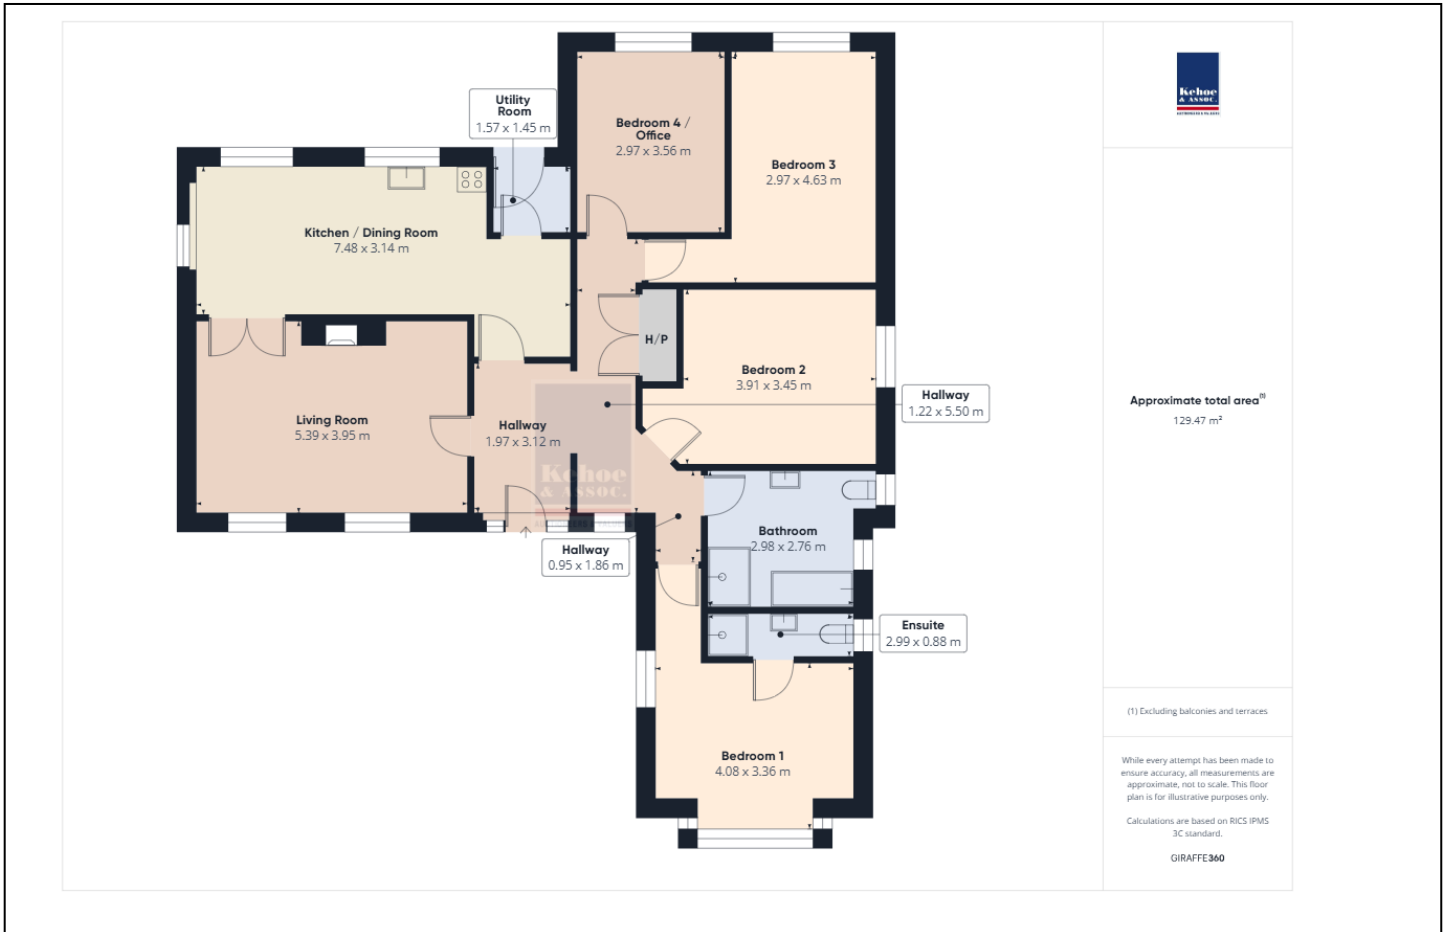 Utility
Room
1.57 x 1.45 m
Bedroom 4 /
Office
2.97 x 3.56 m
Bedroom 3
2.97 x 4.63 m
Kitchen / Dining Room
7.48 x 3.14 m
H/P
Bedroom 2
3.91 x 3.45 m
Hallway
1.22 x 5.50 m
Living Room
5.39 x 3.95 m
Hallway
1.97 x 3.12 m
Kehoe
& ASSOC.
Bathroom
2.98 x 2.76 m
Hallway
0.95 x 1.86 m
Ensuite
2.99 x 0.88 m
Bedroom 1
4.08 x 3.36 m
Kehoe
& ASSOC.
Approximate total area(1)
129.47 m²
(1) Excluding balconies and terraces
While every attempt has been made to
ensure accuracy, all measurements are
approximate, not to scale. This floor
plan is for illustrative purposes only.
Calculations are based on RICS IPMS
3C standard.
GIRAFFE360